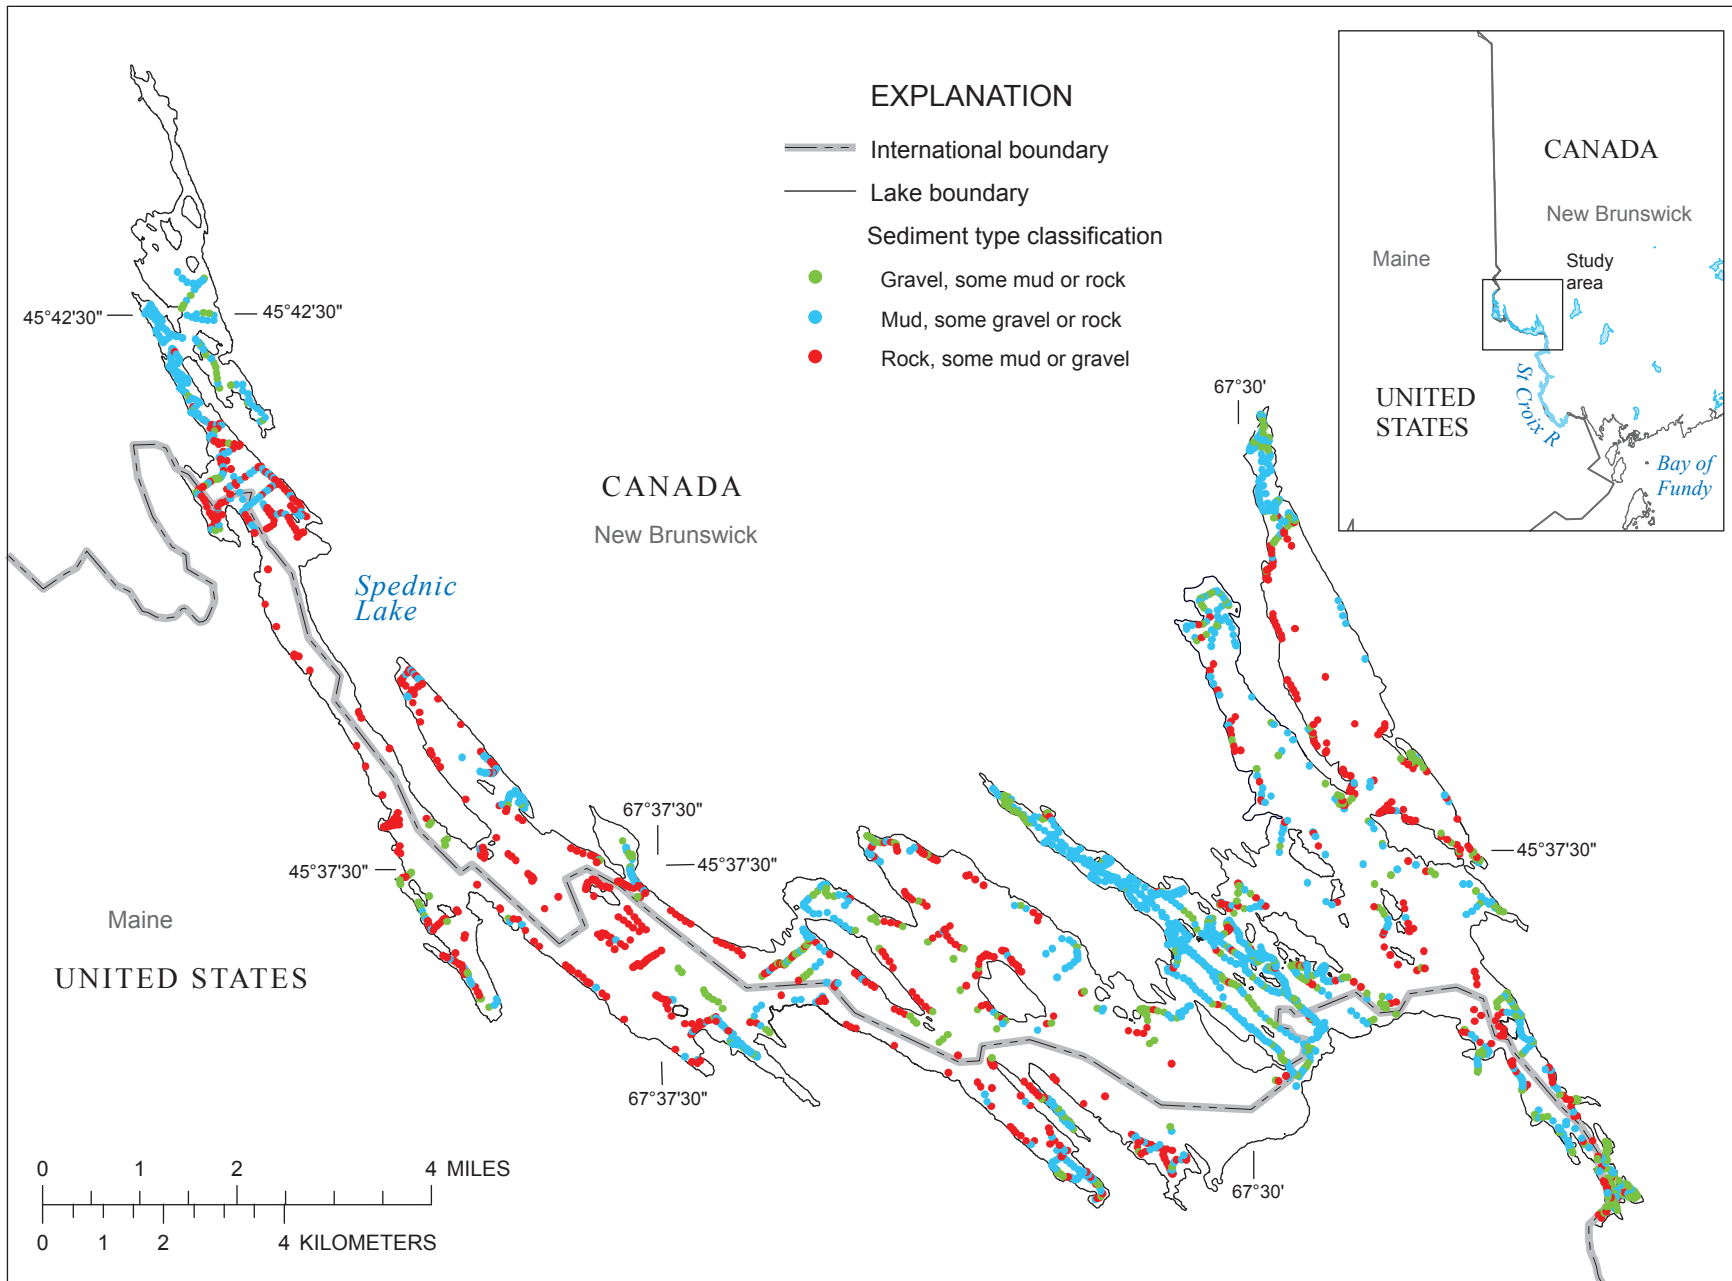 EXPLANATION
International boundary
Lake boundary
Sediment type classification
Gravel, some mud or rock
Mud, some gravel or rock
Rock, some mud or gravel
CANADA
New Brunswick
Maine
Study
area
UNITED
STATES
St Croix R
Bay of
Fundy
45°42'30"
45°42'30"
67°30'
CANADA
New Brunswick
Spednic
Lake
67°37'30"
45°37'30"
45°37'30"
45°37'30"
Maine
UNITED STATES
67°37'30"
67°30'
0 1 2 4 MILES
0 1 2 4 KILOMETERS